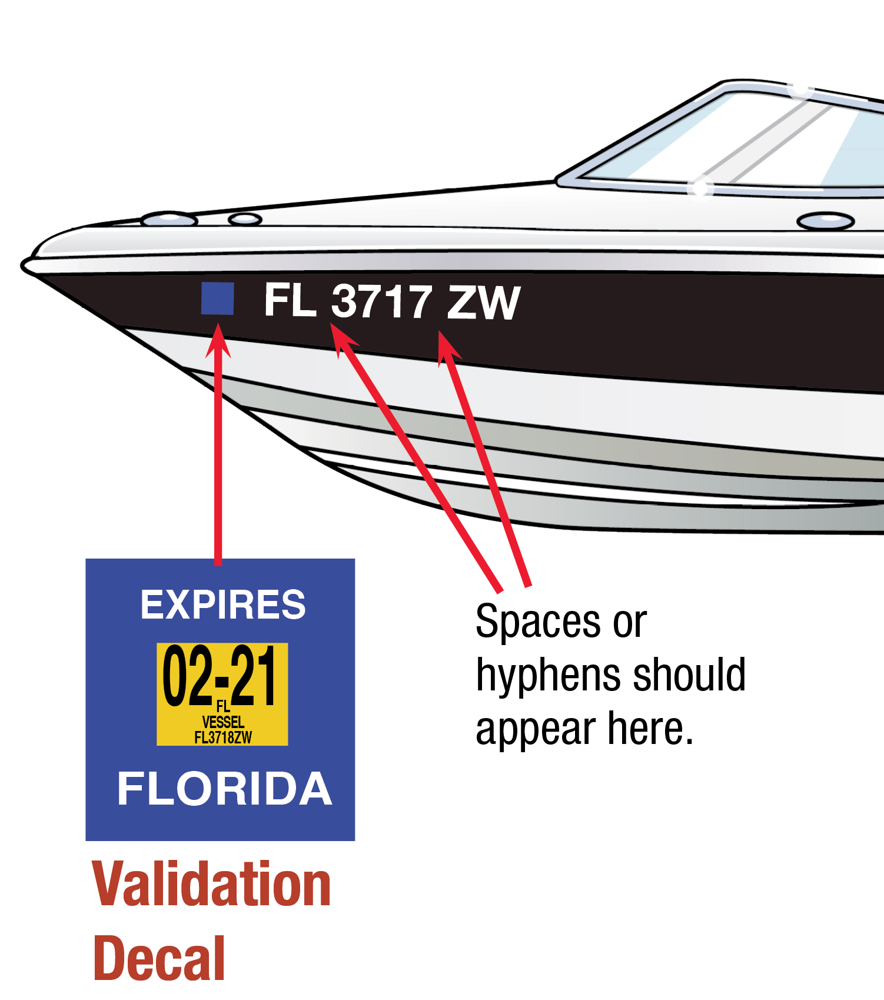 FL 3717 ZW
EXPIRES
02-21
FL
VESSEL
FL3718ZW
FLORIDA
Validation
Decal
Spaces or
hyphens should
appear here.